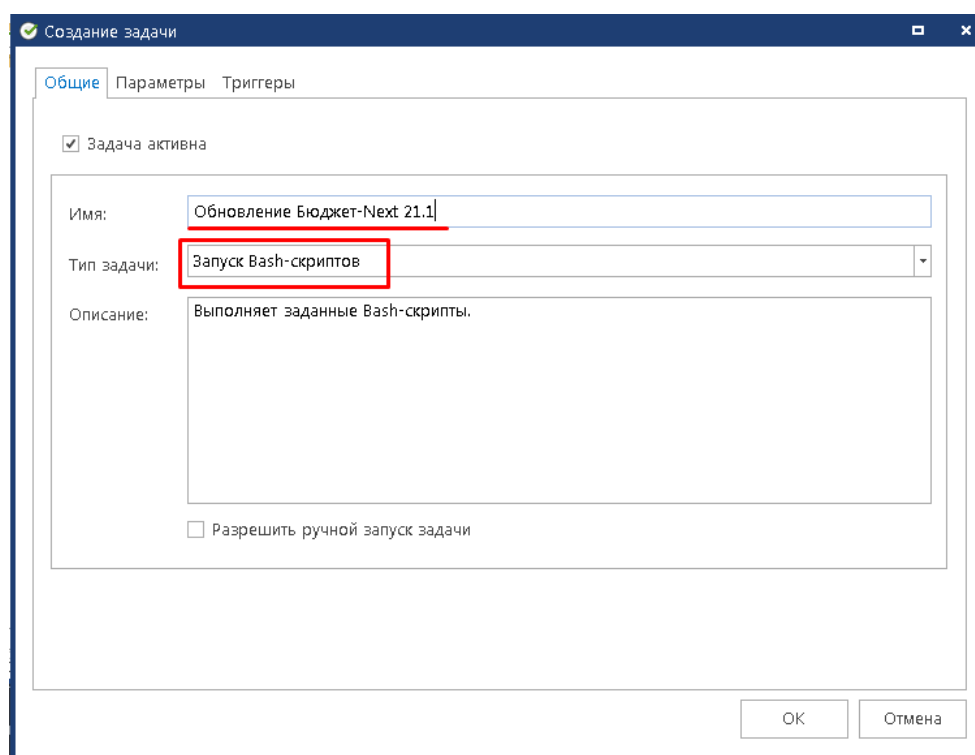 Создание задачи
Общие Параметры Триггеры
Задача активна
Имя: Обновление Бюджет-Next 21.1
Тип задачи: Запуск Bash-скриптов
Описание: Выполняет заданные Bash-скрипты.
Разрешить ручной запуск задачи
OK Отмена